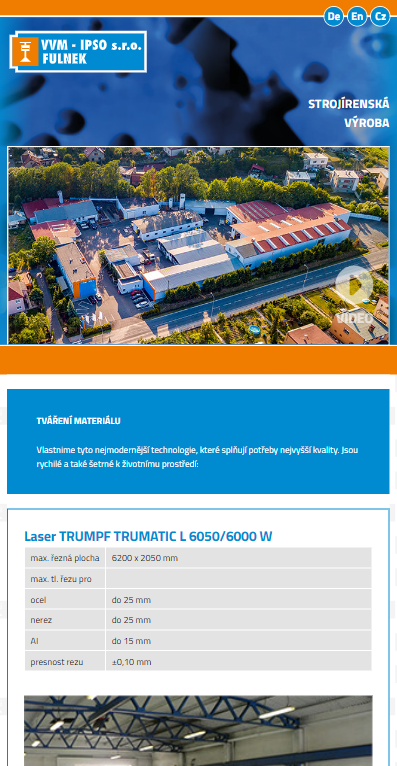 De En Cz
VVM - IPSO s.r.o.
FULNEK
STROJÍRENSKÁ
VÝROBA
VIDEO
TVÁŘENÍ MATERIÁLU
Vlastníme tyto nejmodernější technologie, které splňují potřeby nejvyšší kvality. Jsou
rychlé a také šetrné k životnímu prostředí:
Laser TRUMPF TRUMATIC L 6050/6000 W
max. řezná plocha 6200 x 2050 mm
max. tl. řezu pro
ocel do 25 mm
nerez do 25 mm
Al do 15 mm
presnost rezu ±0,10 mm